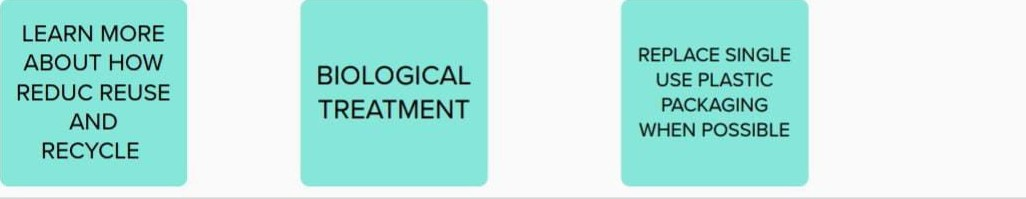 LEARN MORE
ABOUT HOW
REDUC REUSE
AND
RECYCLE
BIOLOGICAL
TREATMENT
REPLACE SINGLE
USE PLASTIC
PACKAGING
WHEN POSSIBLE